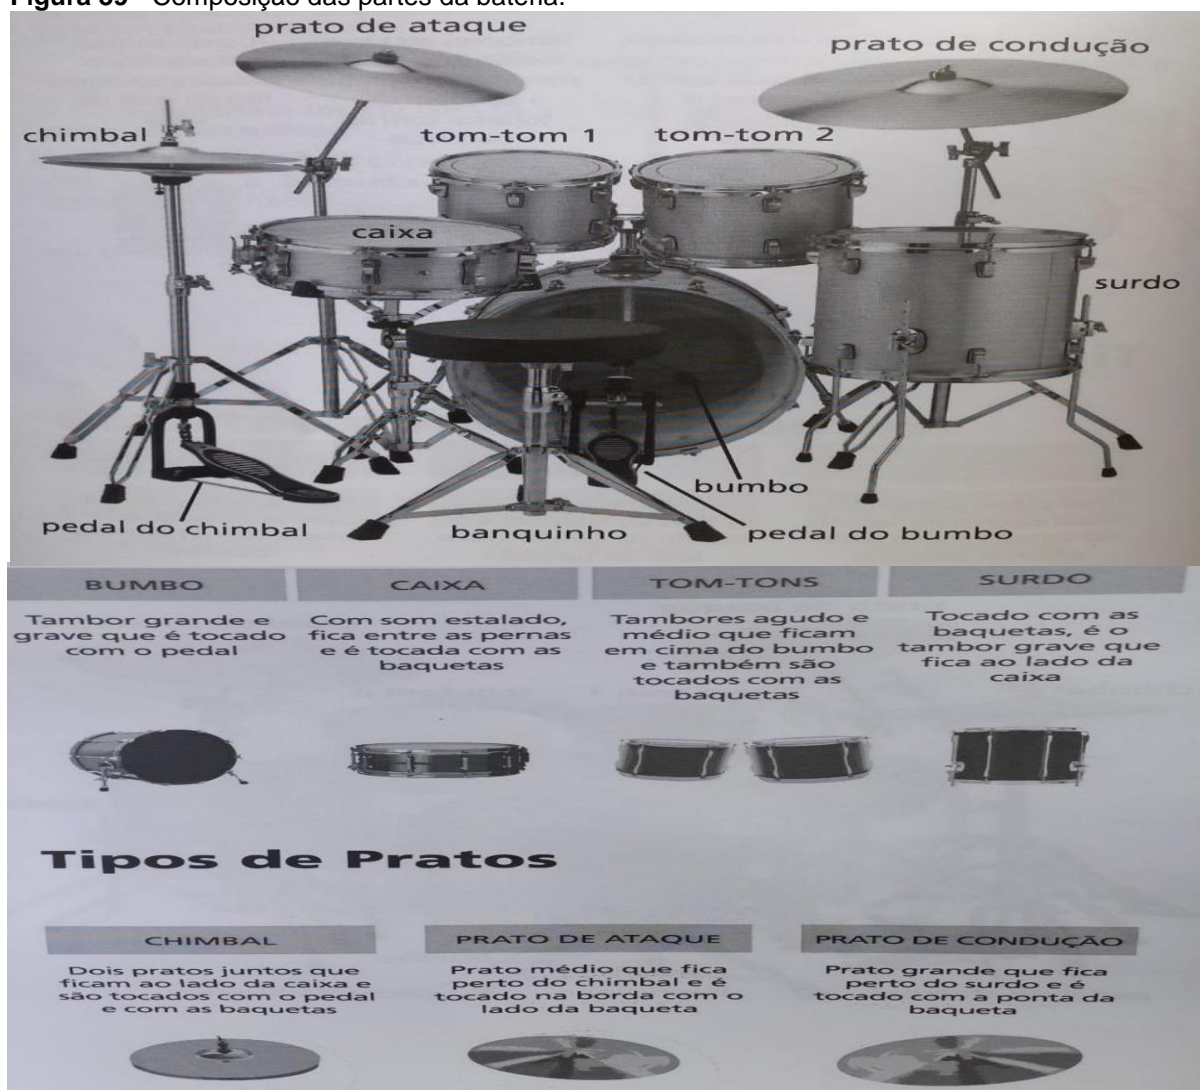 Figura 39 - Composição das partes da bateria.
prato de ataque
prato de condução
chimbal
tom-tom 1
tom-tom 2
caixa
surdo
bumbo
pedal do chimbal
banquinho
pedal do bumbo
BUMBO
Tambor grande e
grave que é tocado
com o pedal
CAIXA
Com som estalado,
fica entre as pernas
e é tocada com as
baquetas
TOM-TONS
Tambores agudo e
médio que ficam
em cima do bumbo
e também são
tocados com as
baquetas
SURDO
Tocado com as
baquetas, é o
tambor grave que
fica ao lado da
caixa
Tipos de Pratos
CHIMBAL
Dois pratos juntos que
ficam ao lado da caixa e
são tocados com o pedal
e com as baquetas
PRATO DE ATAQUE
Prato médio que fica
perto do chimbal e é
tocado na borda com o
lado da baqueta
PRATO DE CONDUÇÃO
Prato grande que fica
perto do surdo e é
tocado com a ponta da
baqueta